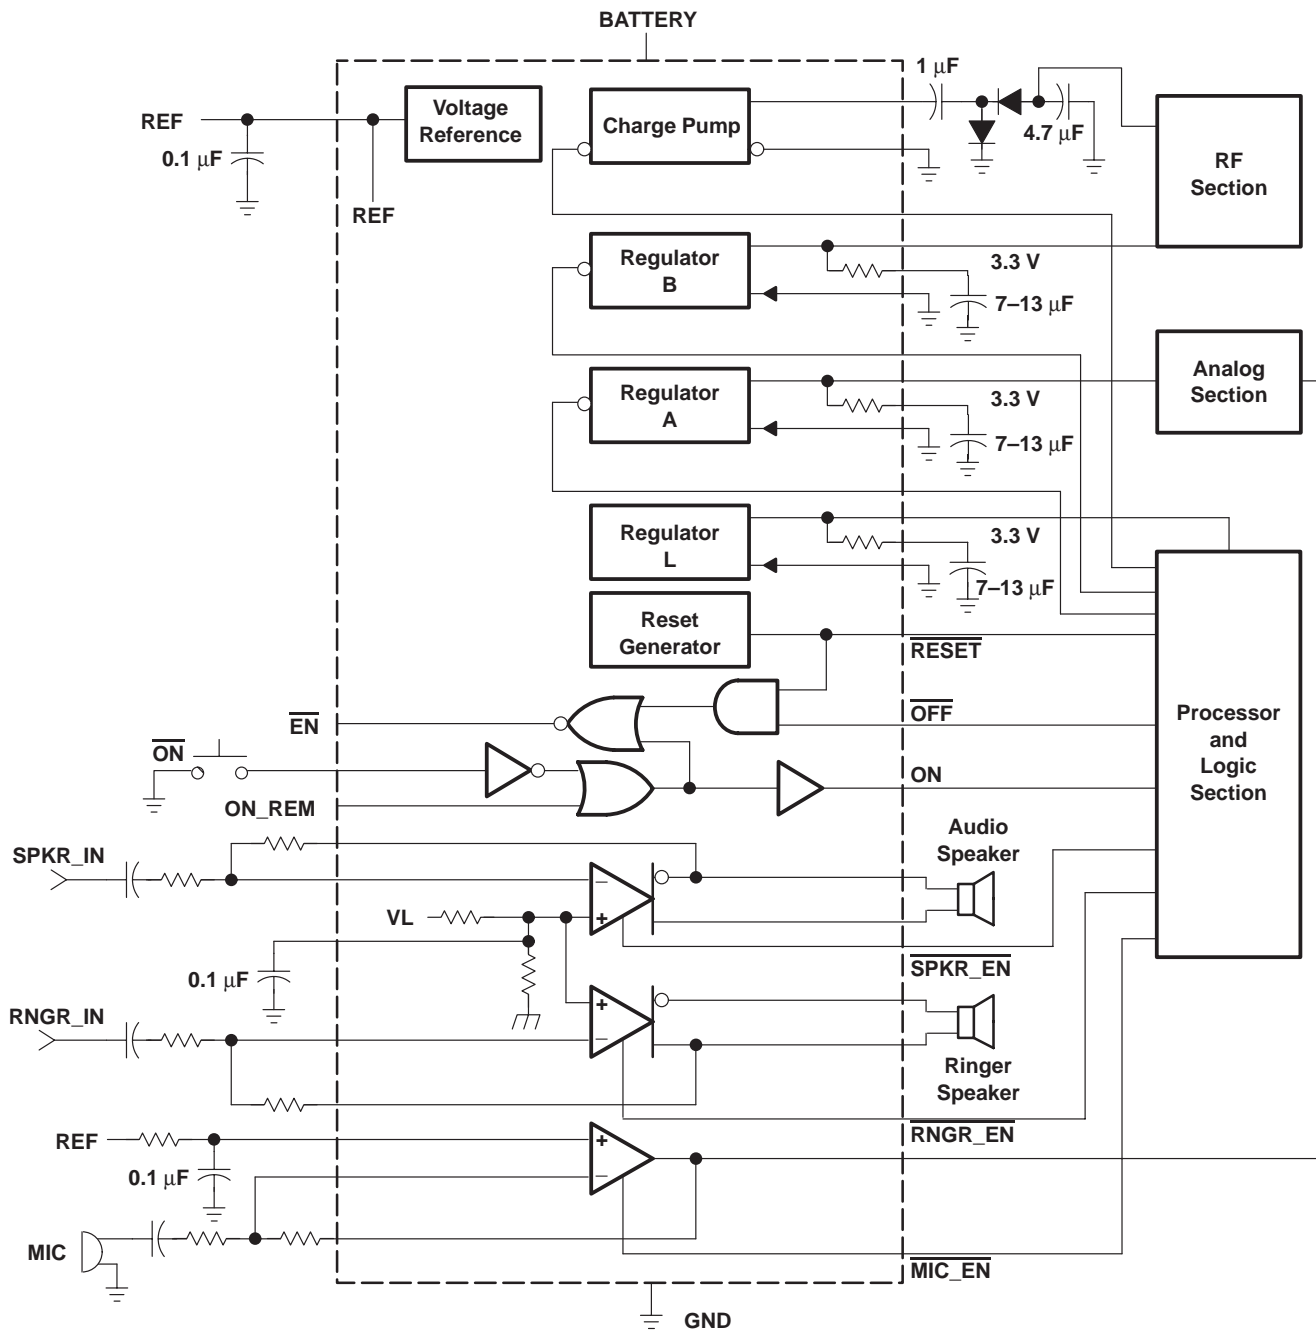 BATTERY
1 μF
Voltage
Reference
Charge Pump
REF
0.1 μF
4.7 μF
RF
Section
REF
Regulator
B
3.3 V
7–13 μF
Regulator
A
3.3 V
7–13 μF
Analog
Section
Regulator
L
3.3 V
7–13 μF
Reset
Generator
RESET
EN
OFF
ON
ON
ON_REM
Processor
and
Logic
Section
SPKR_IN
Audio
Speaker
–
+
VL
SPKR_EN
0.1 μF
RNGR_IN
+
–
Ringer
Speaker
RNGR_EN
REF
+
–
0.1 μF
MIC
MIC_EN
GND